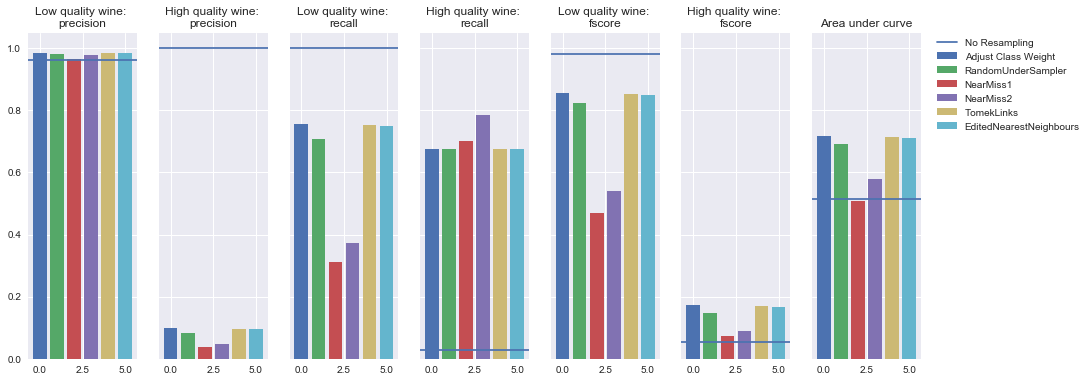 Low quality wine:
precision
High quality wine:
precision
Low quality wine:
recall
High quality wine:
recall
Low quality wine:
fscore
High quality wine:
fscore
Area under curve
1.0
0.8
0.6
0.4
0.2
0.0
0.0 2.5 5.0
0.0 2.5 5.0
0.0 2.5 5.0
0.0 2.5 5.0
0.0 2.5 5.0
0.0 2.5 5.0
0.0 2.5 5.0
No Resampling
Adjust Class Weight
RandomUnderSampler
NearMiss1
NearMiss2
TomekLinks
EditedNearestNeighbours